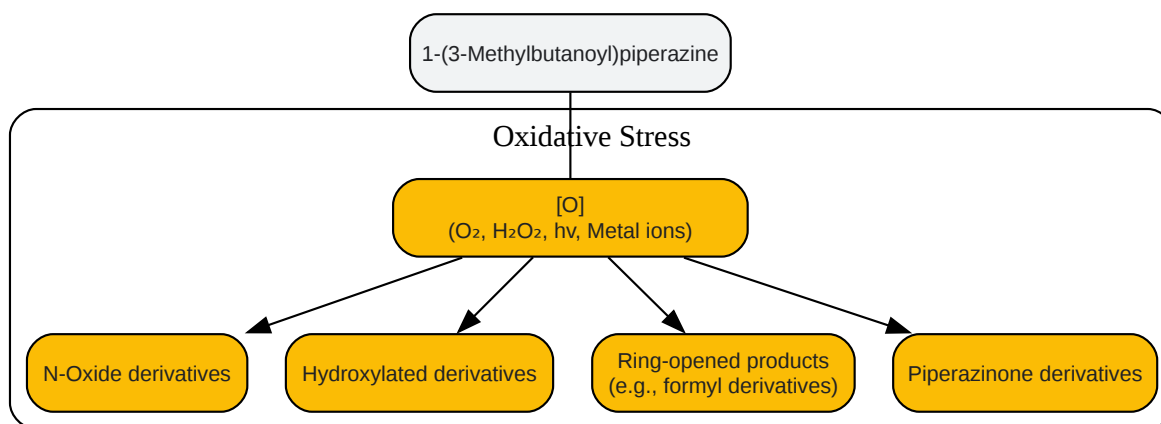 1-(3-Methylbutanoyl)piperazine
Oxidative Stress
[O]
(O₂, H₂O₂, hv, Metal ions)
N-Oxide derivatives
Hydroxylated derivatives
Ring-opened products
(e.g., formyl derivatives)
Piperazinone derivatives